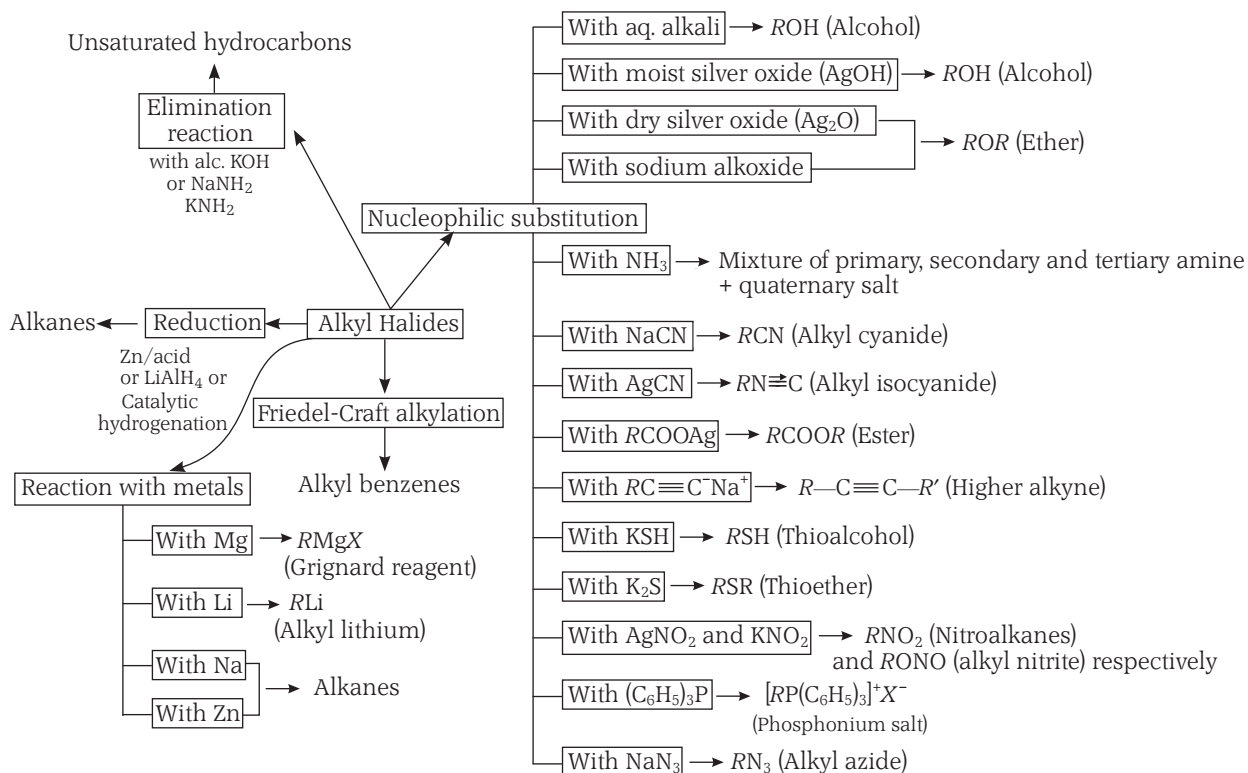 Unsaturated hydrocarbons
Elimination
reaction
with alc. KOH
or NaNH₂
KNH₂
Alkanes
Reduction
Alkyl Halides
Zn/acid
or LiAlH₄ or
Catalytic
hydrogenation
Friedel-Craft alkylation
Alkyl benzenes
Reaction with metals
With Mg
RMgX
(Grignard reagent)
With Li
RLi
(Alkyl lithium)
With Na
With Zn
Alkanes
Nucleophilic substitution
With aq. alkali
ROH (Alcohol)
With moist silver oxide (AgOH)
ROH (Alcohol)
With dry silver oxide (Ag₂O)
With sodium alkoxide
ROR (Ether)
With NH₃
Mixture of primary, secondary and tertiary amine
+ quaternary salt
With NaCN
RCN (Alkyl cyanide)
With AgCN
RN≡C (Alkyl isocyanide)
With RCOOAg
RCOOR (Ester)
With RC≡C⁻Na⁺
R—C≡C—R′ (Higher alkyne)
With KSH
RSH (Thioalcohol)
With K₂S
RSR (Thioether)
With AgNO₂ and KNO₂
RNO₂ (Nitroalkanes)
and RONO (alkyl nitrite) respectively
With (C₆H₅)₃P
[RP(C₆H₅)₃]⁺X⁻
(Phosphonium salt)
With NaN₃
RN₃ (Alkyl azide)